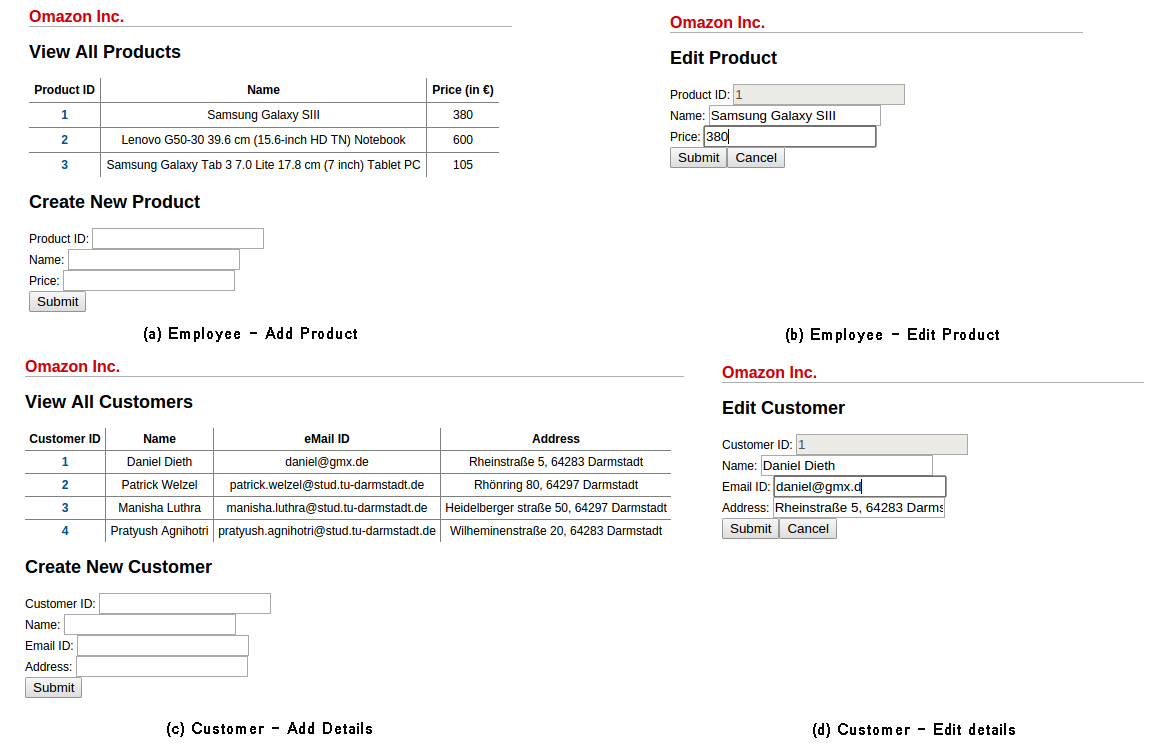 Omazon Inc.
View All Products
Product ID Name Price (in €)
1 Samsung Galaxy SIII 380
2 Lenovo G50-30 39.6 cm (15.6-inch HD TN) Notebook 600
3 Samsung Galaxy Tab 3 7.0 Lite 17.8 cm (7 inch) Tablet PC 105
Create New Product
Product ID:
Name:
Price:
Submit
(a) Employee - Add Product
Omazon Inc.
Edit Product
Product ID: 1
Name: Samsung Galaxy SIII
Price: 380
Submit Cancel
(b) Employee - Edit Product
Omazon Inc.
View All Customers
Customer ID Name eMail ID Address
1 Daniel Dieth daniel@gmx.de Rheinstraße 5, 64283 Darmstadt
2 Patrick Welzel patrick.welzel@stud.tu-darmstadt.de Rhönring 80, 64297 Darmstadt
3 Manisha Luthra manisha.luthra@stud.tu-darmstadt.de Heidelberger straße 50, 64297 Darmstadt
4 Pratyush Agnihotri pratyush.agnihotri@stud.tu-darmstadt.de Wilheminenstraße 20, 64283 Darmstadt
Create New Customer
Customer ID:
Name:
Email ID:
Address:
Submit
(c) Customer - Add Details
Omazon Inc.
Edit Customer
Customer ID: 1
Name: Daniel Dieth
Email ID: daniel@gmx.d
Address: Rheinstraße 5, 64283 Darms
Submit Cancel
(d) Customer - Edit details